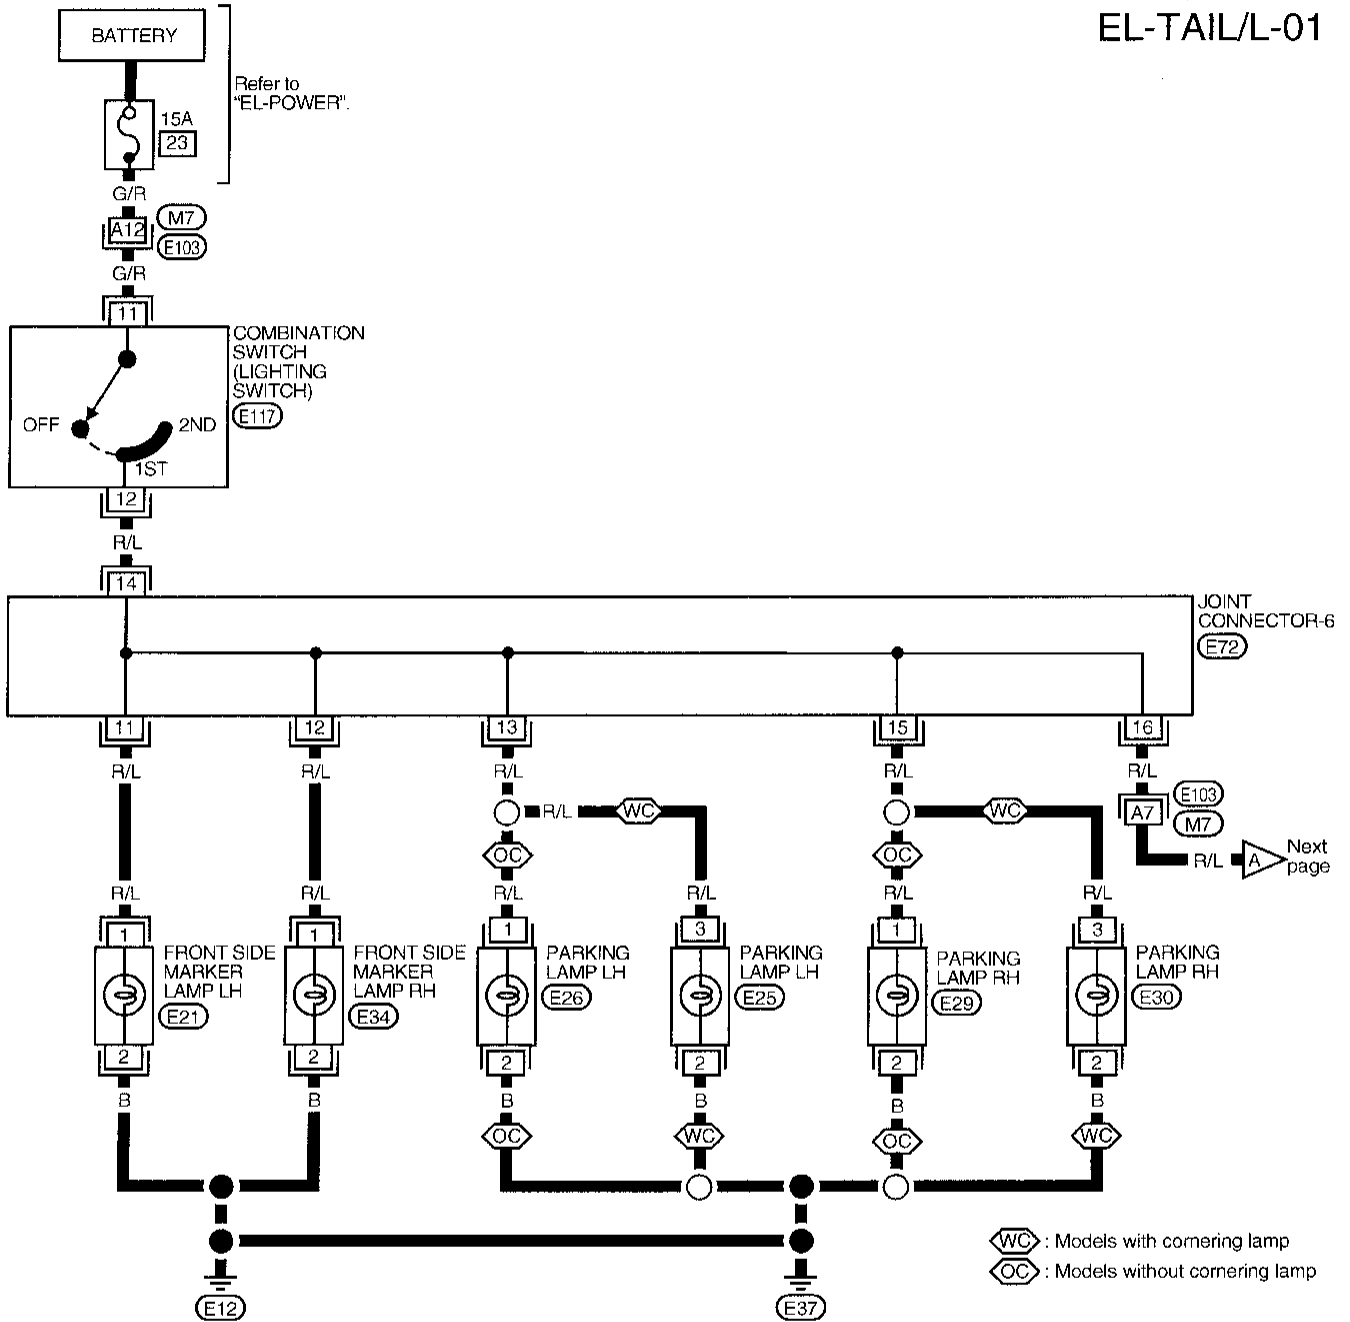 EL-TAIL/L-01
BATTERY
Refer to
"EL-POWER".
15A
23
G/R
A12
M7
E103
G/R
11
COMBINATION
SWITCH
(LIGHTING
SWITCH)
E117
OFF
2ND
1ST
12
R/L
14
JOINT
CONNECTOR-6
E72
11 12 13 15 16
R/L R/L R/L R/L R/L
R/L WC WC A7 E103
M7
OC OC R/L A Next
page
R/L R/L R/L R/L R/L R/L
1 1 1 3 1 3
FRONT SIDE
MARKER
LAMP LH
E21
FRONT SIDE
MARKER
LAMP RH
E34
PARKING
LAMP LH
E26
PARKING
LAMP LH
E25
PARKING
LAMP RH
E29
PARKING
LAMP RH
E30
2 2 2 2 2 2
B B B B B B
OC WC OC WC
WC : Models with cornering lamp
OC : Models without cornering lamp
E12 E37